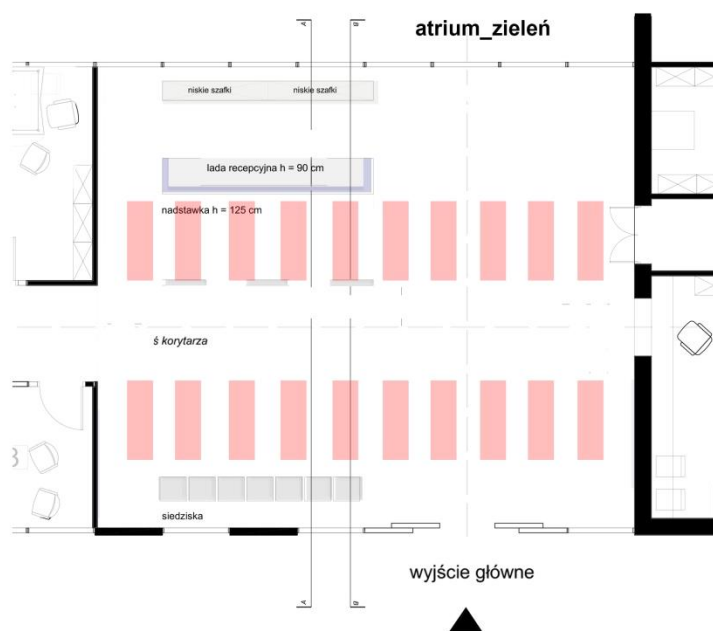 A
B
atrium_zieleń
niskie szafki niskie szafki
lada recepcyjna h = 90 cm
nadstawka h = 125 cm
ś korytarza
siedziska
wyjście główne
A
B